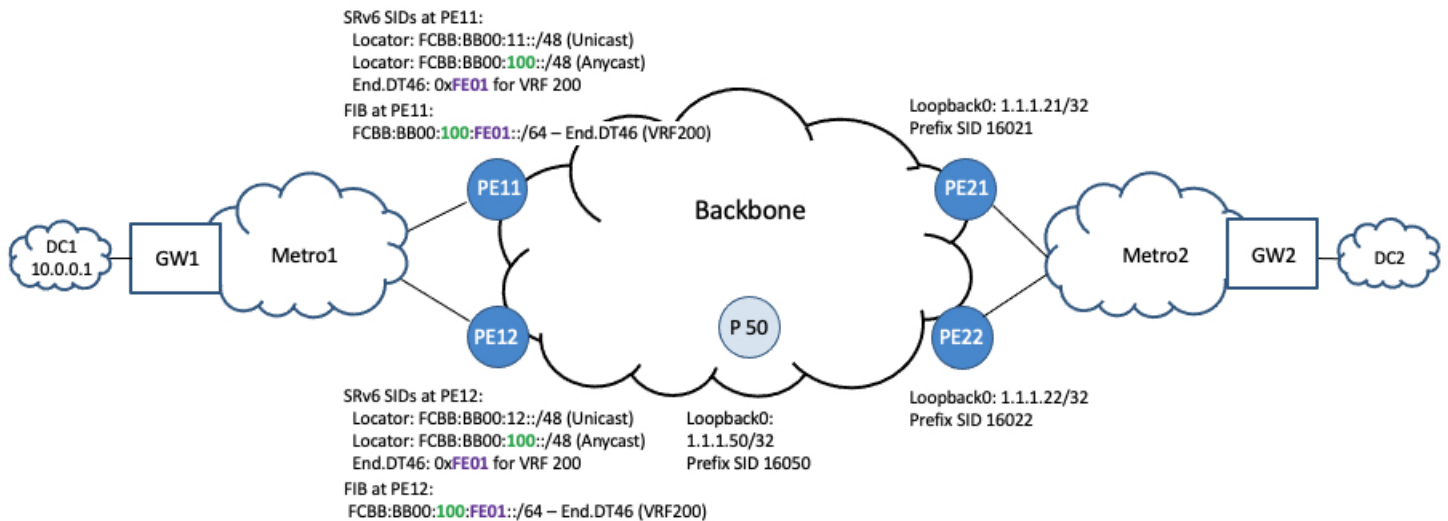 SRv6 SIDs at PE11:
Locator: FCBB:BB00:11::/48 (Unicast)
Locator: FCBB:BB00:100::/48 (Anycast)
End.DT46: 0xFE01 for VRF 200
FIB at PE11:
FCBB:BB00:100:FE01::/64 – End.DT46 (VRF200)
Loopback0: 1.1.1.21/32
Prefix SID 16021
PE11
PE21
Backbone
DC1
10.0.0.1
GW1
Metro1
Metro2
GW2
DC2
PE12
P 50
PE22
SRv6 SIDs at PE12:
Locator: FCBB:BB00:12::/48 (Unicast)
Locator: FCBB:BB00:100::/48 (Anycast)
End.DT46: 0xFE01 for VRF 200
FIB at PE12:
FCBB:BB00:100:FE01::/64 – End.DT46 (VRF200)
Loopback0:
1.1.1.50/32
Prefix SID 16050
Loopback0: 1.1.1.22/32
Prefix SID 16022